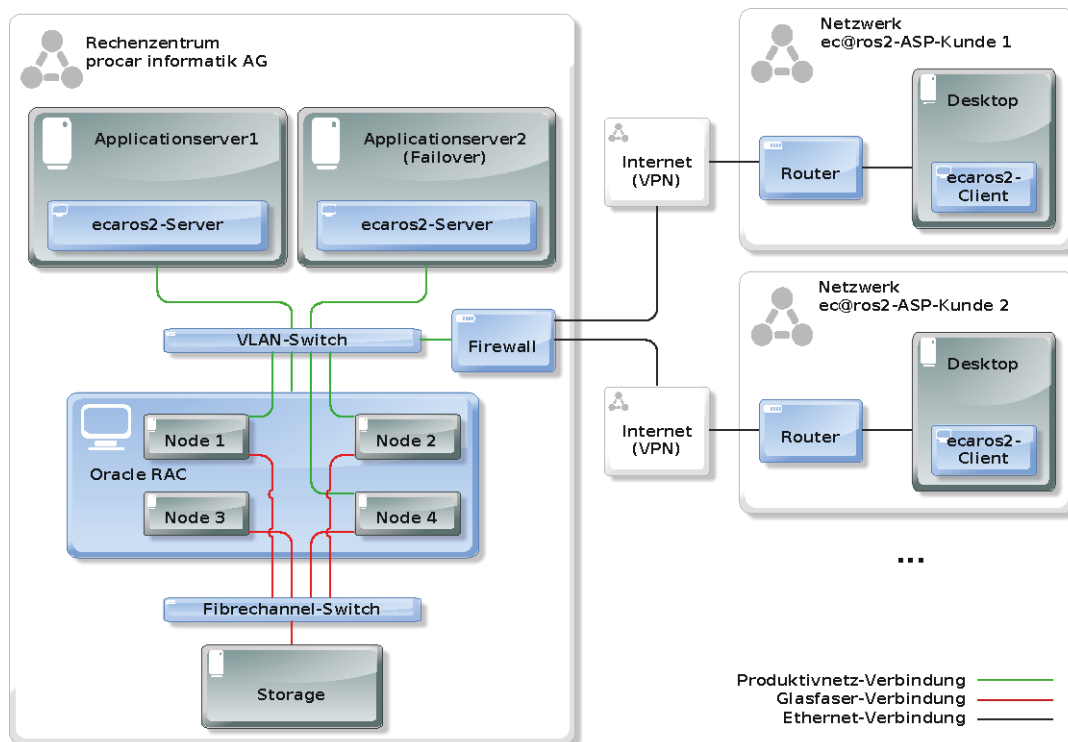 Rechenzentrum
procar informatik AG
Applicationserver1
ecaros2-Server
Applicationserver2
(Failover)
ecaros2-Server
VLAN-Switch
Firewall
Oracle RAC
Node 1
Node 2
Node 3
Node 4
Fibrechannel-Switch
Storage
Internet
(VPN)
Internet
(VPN)
Netzwerk
ec@ros2-ASP-Kunde 1
Router
Desktop
ecaros2-
Client
Netzwerk
ec@ros2-ASP-Kunde 2
Router
Desktop
ecaros2-
Client
...
Produktivnetz-Verbindung
Glasfaser-Verbindung
Ethernet-Verbindung